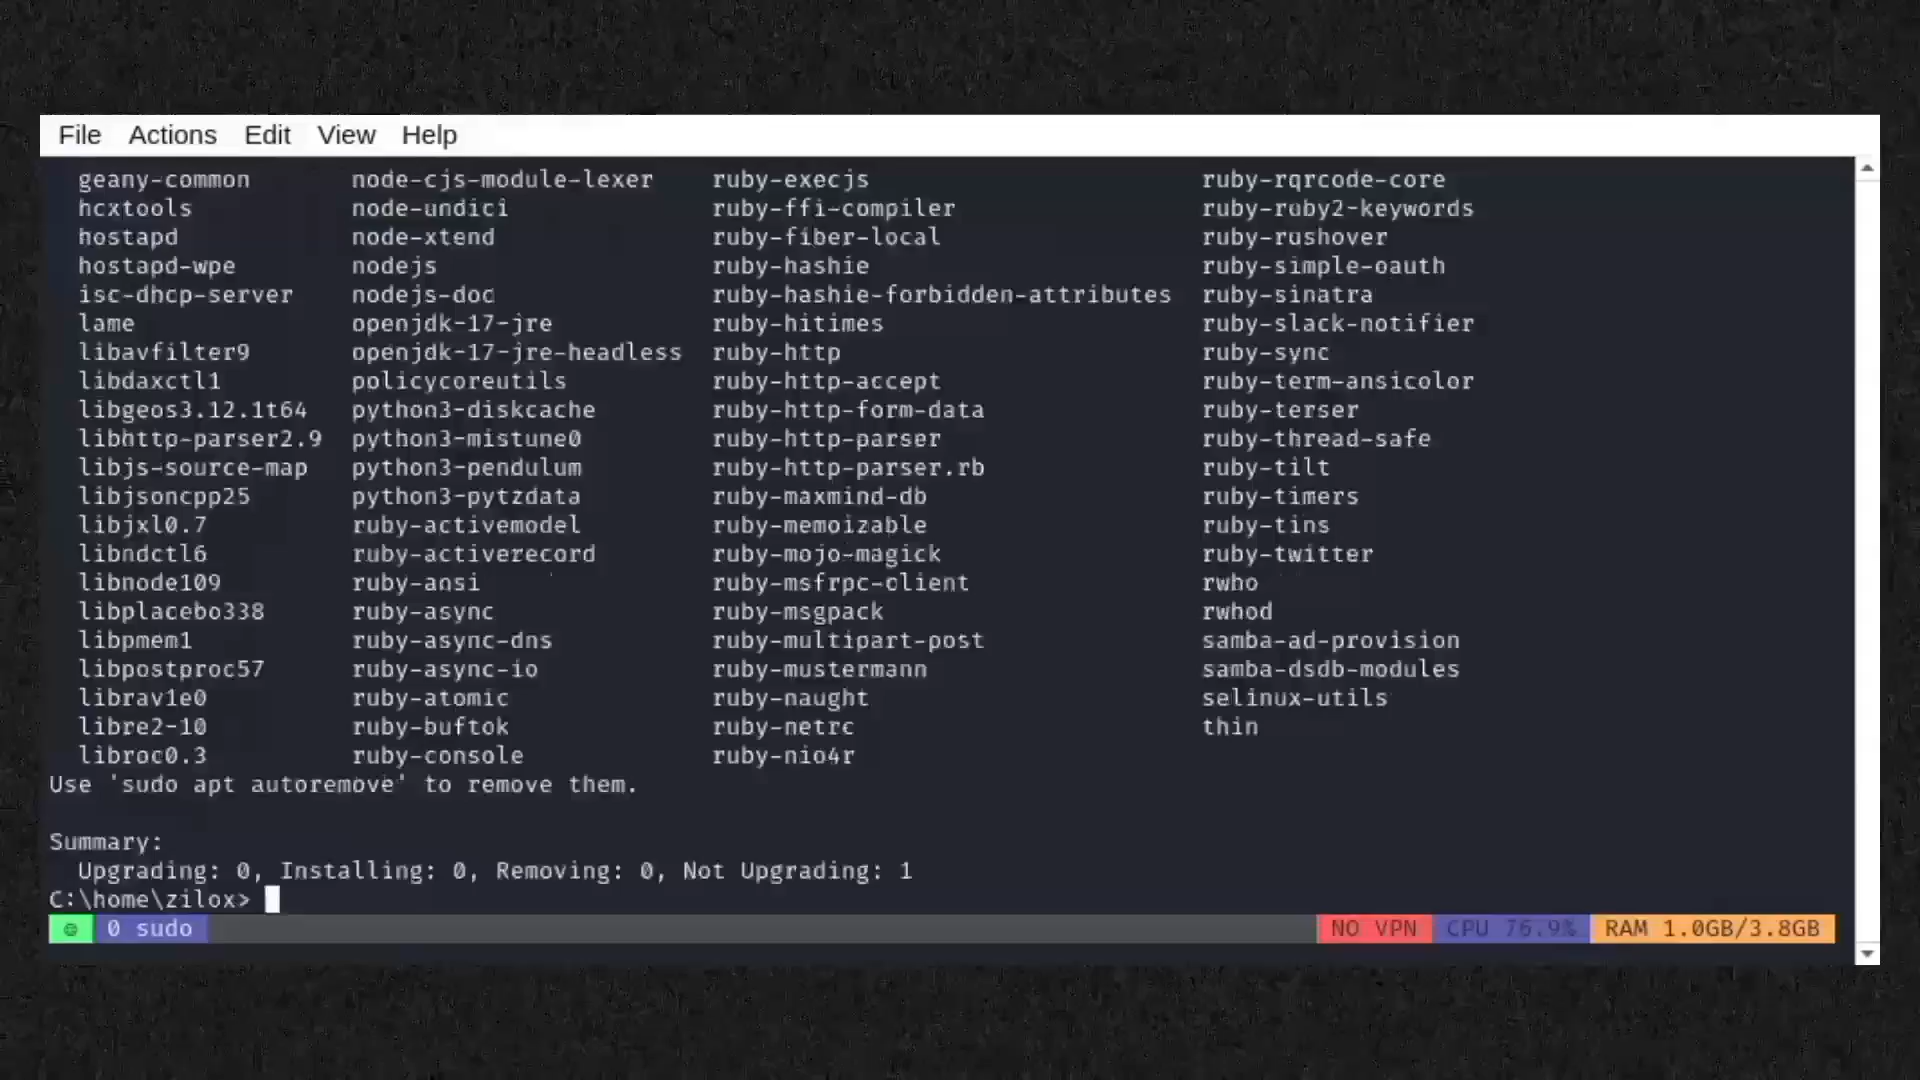 File Actions Edit View Help
geany-common node-cjs-module-lexer ruby-execjs ruby-rqrcode-core
hcxtools node-undici ruby-ffi-compiler ruby-ruby2-keywords
hostapd node-xtend ruby-fiber-local ruby-rushover
hostapd-wpe nodejs ruby-hashie ruby-simple-oauth
isc-dhcp-server nodejs-doc ruby-hashie-forbidden-attributes ruby-sinatra
lame openjdk-17-jre ruby-hitimes ruby-slack-notifier
libavfilter9 openjdk-17-jre-headless ruby-http ruby-sync
libdaxctl1 policycoreutils ruby-http-accept ruby-term-ansicolor
libgeos3.12.1t64 python3-diskcache ruby-http-form-data ruby-terser
libhttp-parser2.9 python3-mistune0 ruby-http-parser ruby-thread-safe
libjs-source-map python3-pendulum ruby-http-parser.rb ruby-tilt
libjsoncpp25 python3-pytzdata ruby-maxmind-db ruby-timers
libjxl0.7 ruby-activemodel ruby-memoizable ruby-tins
libndctl6 ruby-activerecord ruby-mojo-magick ruby-twitter
libnode109 ruby-ansi ruby-msfrpc-client rwho
libplacebo338 ruby-async ruby-msgpack rwhod
libpmem1 ruby-async-dns ruby-multipart-post samba-ad-provision
libpostproc57 ruby-async-io ruby-mustermann samba-dsdb-modules
librav1e0 ruby-atomic ruby-naught selinux-utils
libre2-10 ruby-buftok ruby-netrc thin
libroc0.3 ruby-console ruby-nio4r
Use 'sudo apt autoremove' to remove them.
Summary:
Upgrading: 0, Installing: 0, Removing: 0, Not Upgrading: 1
C:\home\zilox>
0 sudo NO VPN CPU 76.9% RAM 1.0GB/3.8GB